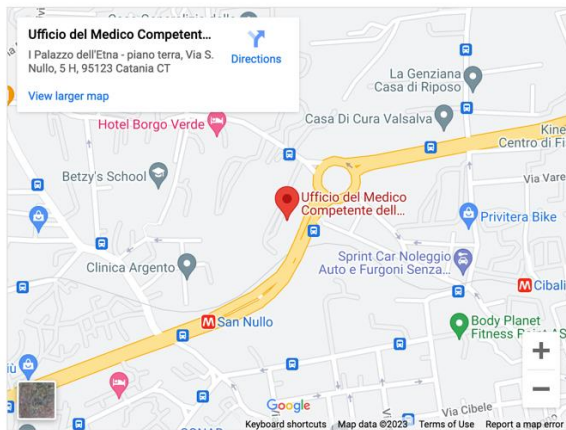 Ufficio del Medico Competent...
I Palazzo dell'Etna - piano terra, Via S.
Nullo, 5 H, 95123 Catania CT
Directions
View larger map
La Genziana
Casa di Riposo
Hotel Borgo Verde
Casa Di Cura Valsalva
Kine
Centro di Fi
Betzy's School
Via Vare
Ufficio del Medico
Competente dell...
Privitera Bike
Sprint Car Noleggio
Auto e Furgoni Senza...
Clinica Argento
Cibali
San Nullo
Body Planet
Fitness Point AS
più
Google
Via Cibele
Keyboard shortcuts
Map data ©2023
Terms of Use
Report a map error